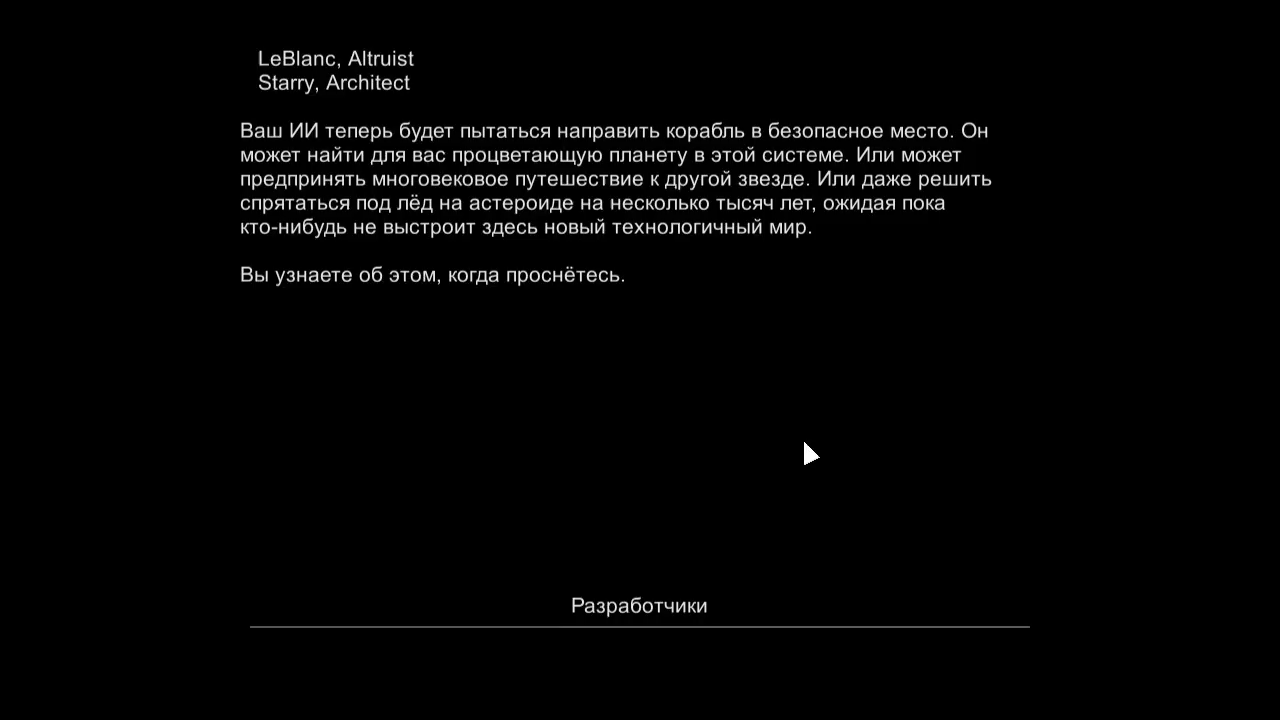 LeBlanc, Altruist
Starry, Architect
Ваш ИИ теперь будет пытаться направить корабль в безопасное место. Он
может найти для вас процветающую планету в этой системе. Или может
предпринять многовековое путешествие к другой звезде. Или даже решить
спрятаться под лёд на астероиде на несколько тысяч лет, ожидая пока
кто-нибудь не выстроит здесь новый технологичный мир.
Вы узнаете об этом, когда проснётесь.
Разработчики